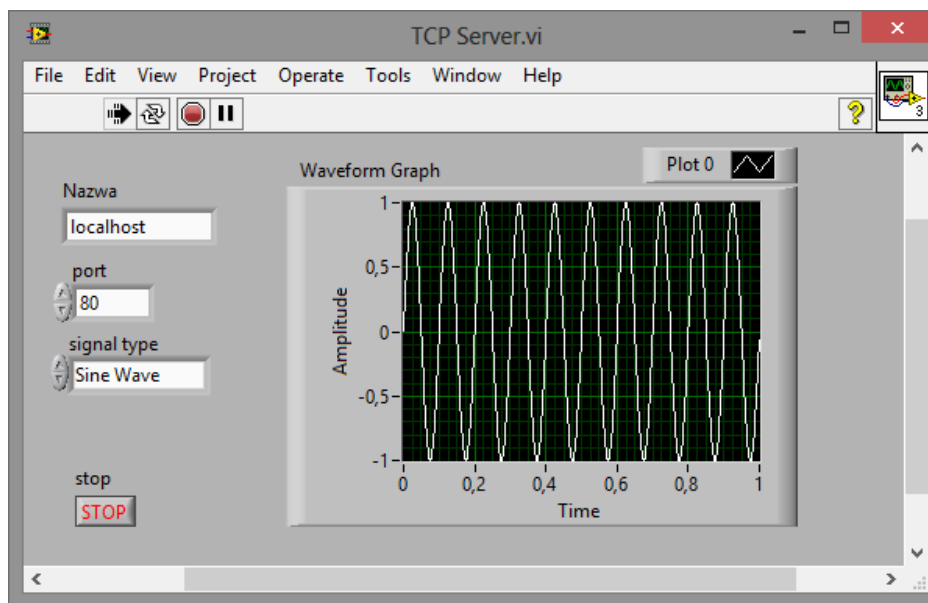 TCP Server.vi
File Edit View Project Operate Tools Window Help
3
Nazwa
localhost
port
80
signal type
Sine Wave
stop
STOP
Waveform Graph
Plot 0
Amplitude
1
0,5
0
-0,5
-1
0 0,2 0,4 0,6 0,8 1
Time